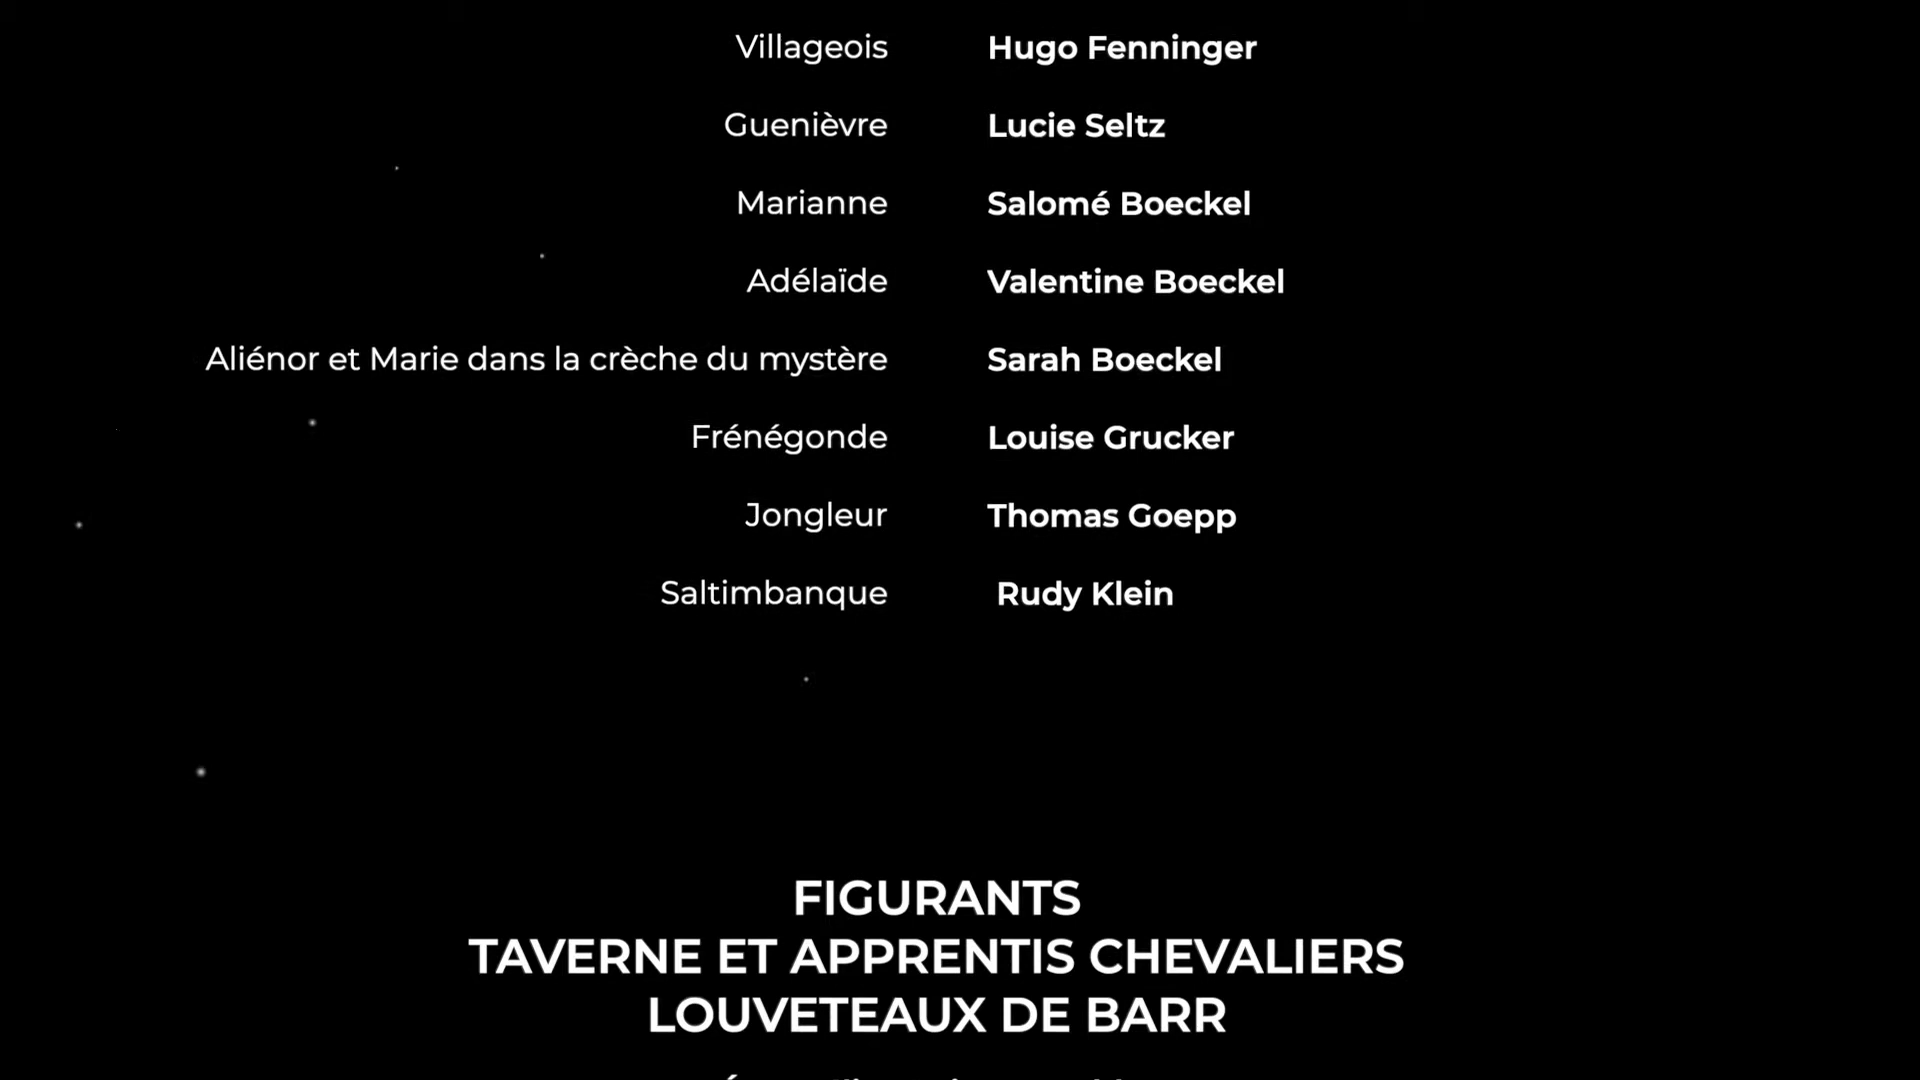 Villageois Hugo Fenninger
Guenièvre Lucie Seltz
Marianne Salomé Boeckel
Adélaïde Valentine Boeckel
Aliénor et Marie dans la crèche du mystère Sarah Boeckel
Frénégonde Louise Grucker
Jongleur Thomas Goepp
Saltimbanque Rudy Klein
FIGURANTS
TAVERNE ET APPRENTIS CHEVALIERS
LOUVETEAUX DE BARR